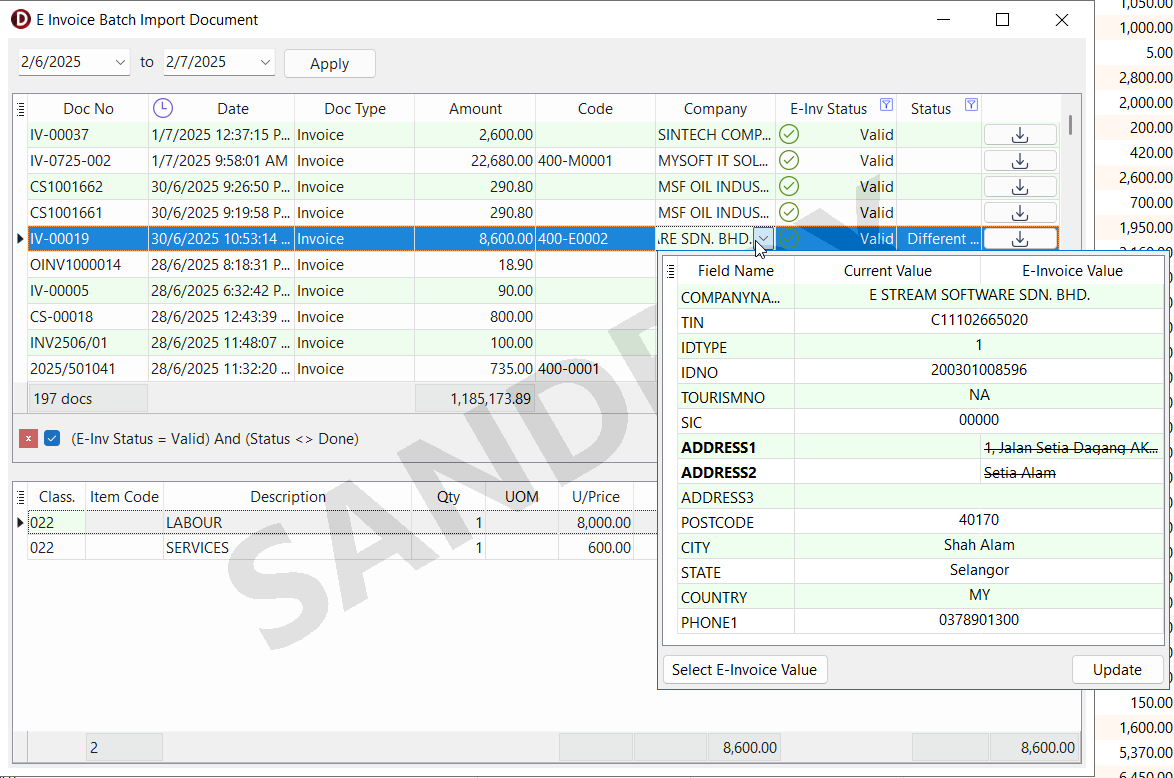 E Invoice Batch Import Document
2/6/2025 to 2/7/2025 Apply
Doc No Date Doc Type Amount Code Company E-Inv Status Status
IV-00037 1/7/2025 12:37:15 P... Invoice 2,600.00 SINTECH COMP... Valid
IV-0725-002 1/7/2025 9:58:01 AM Invoice 22,680.00 400-M0001 MYSOFT IT SOL... Valid
CS1001662 30/6/2025 9:26:50 P... Invoice 290.80 MSF OIL INDUS... Valid
CS1001661 30/6/2025 9:19:58 P... Invoice 290.80 MSF OIL INDUS... Valid
IV-00019 30/6/2025 10:53:14 ... Invoice 8,600.00 400-E0002 RE SDN. BHD. Valid Different ...
OINV1000014 28/6/2025 8:18:31 P... Invoice 18.90
IV-00005 28/6/2025 6:32:42 P... Invoice 90.00
CS-00018 28/6/2025 12:43:39 ... Invoice 800.00
INV2506/01 28/6/2025 11:48:07 ... Invoice 100.00
2025/501041 28/6/2025 11:32:20 ... Invoice 735.00 400-0001
197 docs 1,185,173.89
(E-Inv Status = Valid) And (Status <> Done)
Class. Item Code Description Qty UOM U/Price
022 LABOUR 1 8,000.00
022 SERVICES 1 600.00
2 8,600.00 8,600.00
Field Name Current Value E-Invoice Value
COMPANYNA... E STREAM SOFTWARE SDN. BHD.
TIN C11102665020
IDTYPE 1
IDNO 200301008596
TOURISMNO NA
SIC 00000
ADDRESS1 1, Jalan Setia Dagang AK...
ADDRESS2 Setia Alam
ADDRESS3
POSTCODE 40170
CITY Shah Alam
STATE Selangor
COUNTRY MY
PHONE1 0378901300
Select E-Invoice Value Update
1,050.00
1,000.00
5.00
2,800.00
2,000.00
200.00
420.00
2,600.00
700.00
1,950.00
150.00
1,600.00
5,370.00